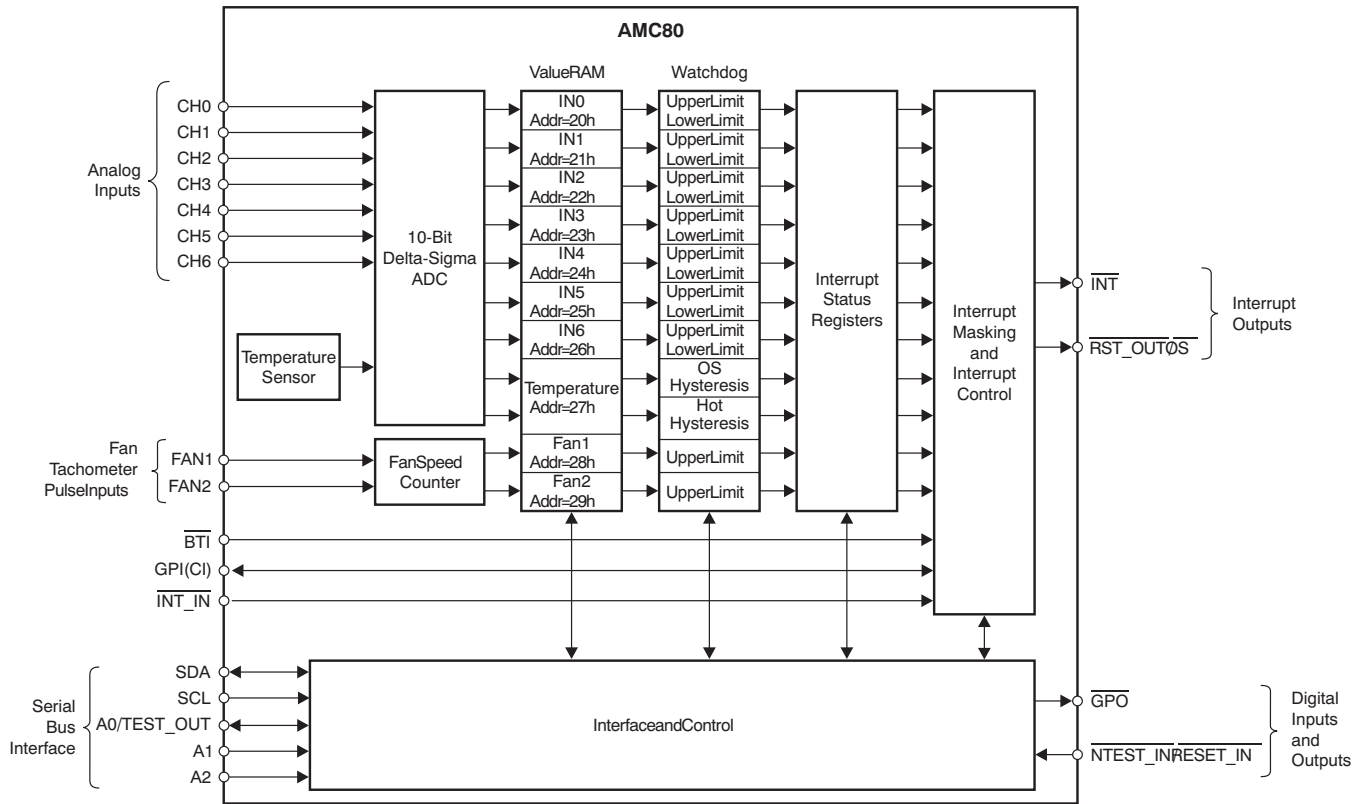 AMC80
ValueRAM
Watchdog
Analog
Inputs
CH0
CH1
CH2
CH3
CH4
CH5
CH6
10-Bit
Delta-Sigma
ADC
Temperature
Sensor
IN0
Addr=20h
IN1
Addr=21h
IN2
Addr=22h
IN3
Addr=23h
IN4
Addr=24h
IN5
Addr=25h
IN6
Addr=26h
Temperature
Addr=27h
Fan1
Addr=28h
Fan2
Addr=29h
UpperLimit
LowerLimit
UpperLimit
LowerLimit
UpperLimit
LowerLimit
UpperLimit
LowerLimit
UpperLimit
LowerLimit
UpperLimit
LowerLimit
UpperLimit
LowerLimit
OS
Hysteresis
Hot
Hysteresis
UpperLimit
UpperLimit
Interrupt
Status
Registers
Interrupt
Masking
and
Interrupt
Control
INT
RST_OUT/OS
Interrupt
Outputs
Fan
Tachometer
PulseInputs
FAN1
FAN2
FanSpeed
Counter
BTI
GPI(CI)
INT_IN
Serial
Bus
Interface
SDA
SCL
A0/TEST_OUT
A1
A2
InterfaceandControl
GPO
NTEST_IN/RESET_IN
Digital
Inputs
and
Outputs